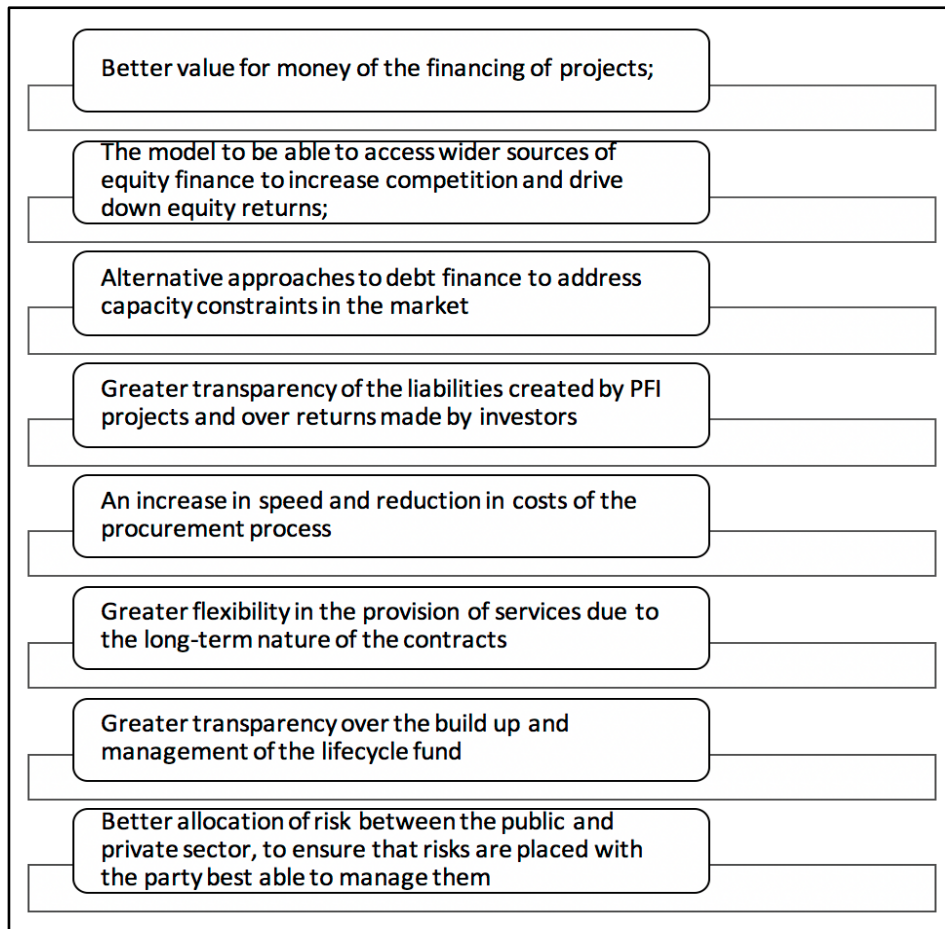 Better value for money of the financing of projects;
The model to be able to access wider sources of
equity finance to increase competition and drive
down equity returns;
Alternative approaches to debt finance to address
capacity constraints in the market
Greater transparency of the liabilities created by PFI
projects and over returns made by investors
An increase in speed and reduction in costs of the
procurement process
Greater flexibility in the provision of services due to
the long-term nature of the contracts
Greater transparency over the build up and
management of the lifecycle fund
Better allocation of risk between the public and
private sector, to ensure that risks are placed with
the party best able to manage them